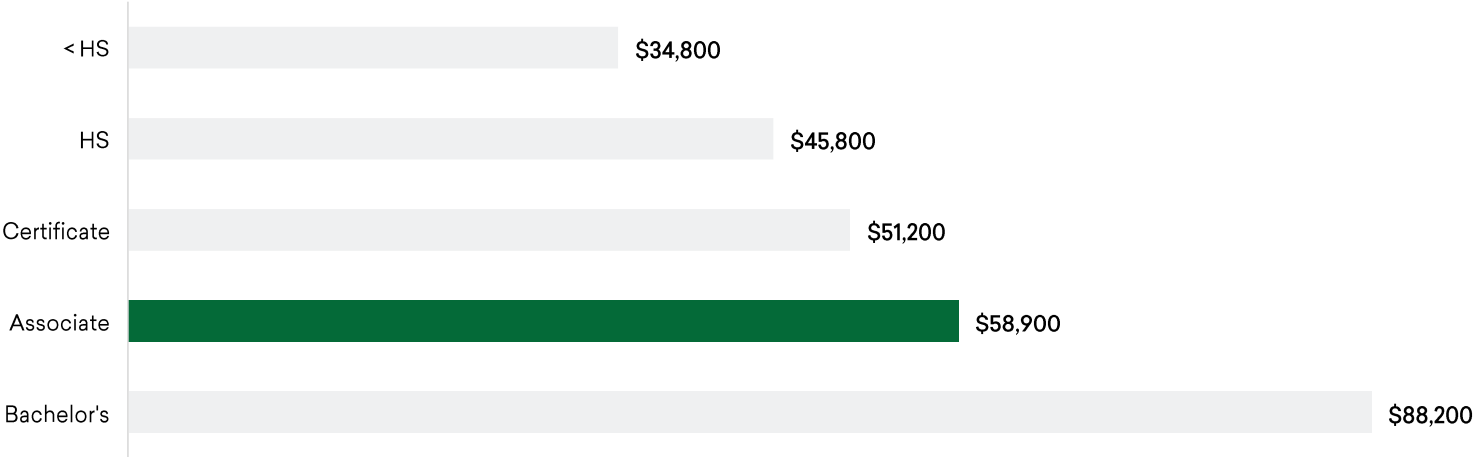 < HS $34,800
HS $45,800
Certificate $51,200
Associate $58,900
Bachelor's $88,200